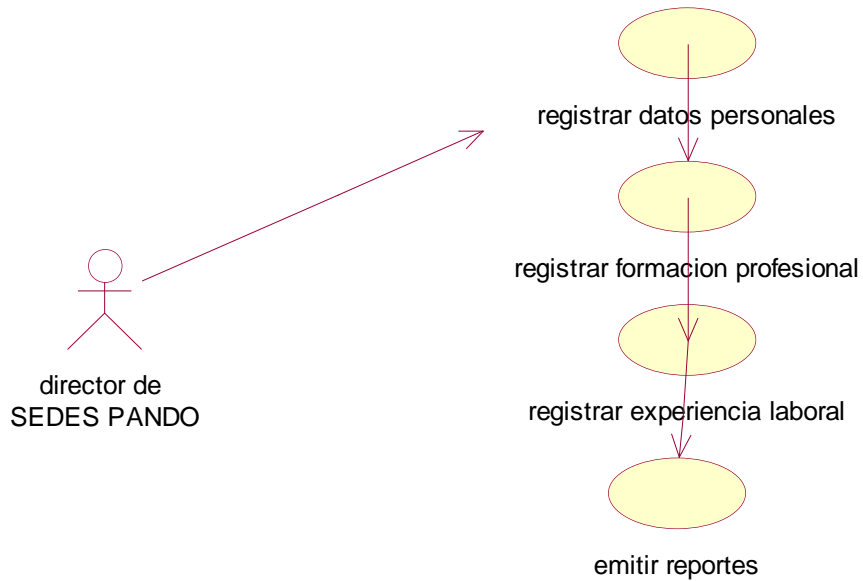 registrar datos personales
registrar formacion profesional
director de
SEDES PANDO
registrar experiencia laboral
emitir reportes